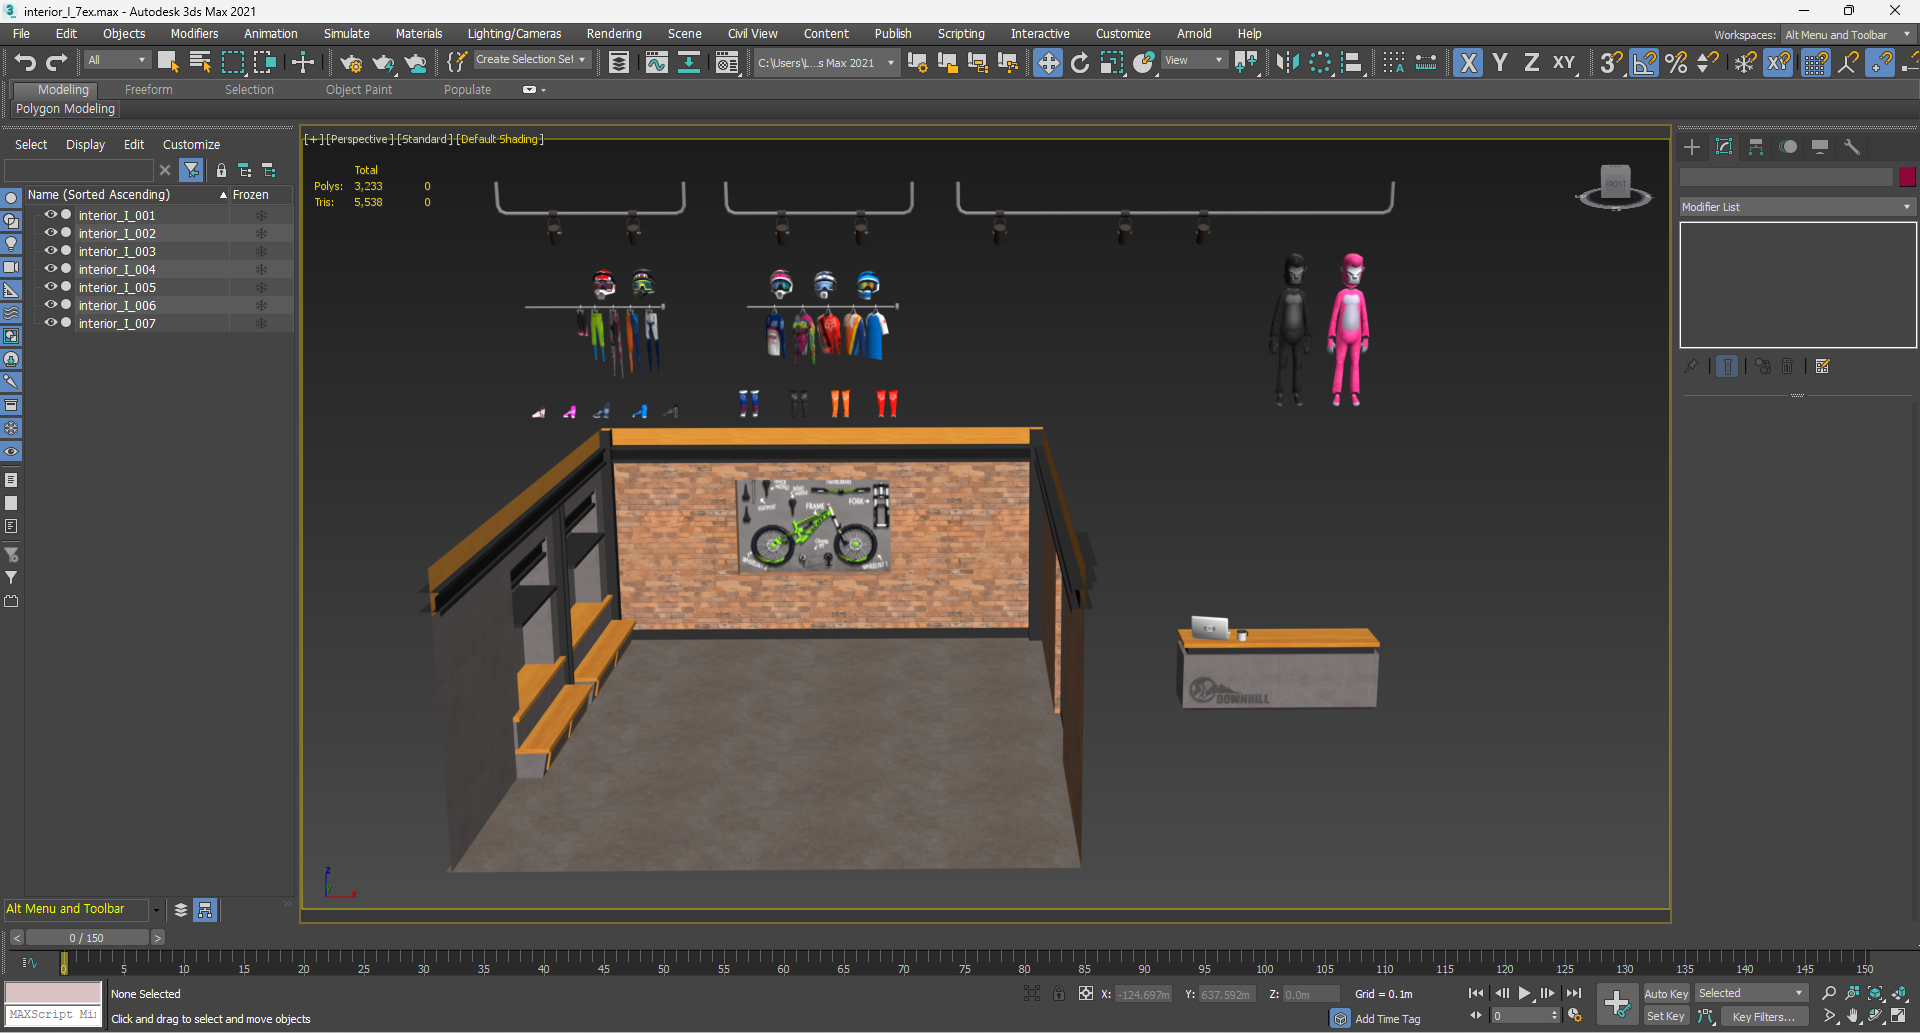 interior_I_7ex.max - Autodesk 3ds Max 2021
File Edit Objects Modifiers Animation Simulate Materials Lighting/Cameras Rendering Scene Civil View Content Publish Scripting Interactive Customize Arnold Help
Workspaces: Alt Menu and Toolbar
All Create Selection Set C:\Users\L...s Max 2021 View X Y Z XY
Modeling Freeform Selection Object Paint Populate
Polygon Modeling
Select Display Edit Customize
Name (Sorted Ascending) Frozen
interior_I_001
interior_I_002
interior_I_003
interior_I_004
interior_I_005
interior_I_006
interior_I_007
[+] [Perspective] [Standard] [Default Shading]
Total
Polys: 3,233 0
Tris: 5,538 0
FRONT
HANDLEBARS
FORK
FRAME
DOWNHILL
Modifier List
z
x
Alt Menu and Toolbar
< 0 / 150 >
0 5 10 15 20 25 30 35 40 45 50 55 60 65 70 75 80 85 90 95 100 105 110 115 120 125 130 135 140 145 150
None Selected
X: -124.697m Y: 637.592m Z: 0.0m Grid = 0.1m
Auto Key Selected
MAXScript Mi
Click and drag to select and move objects
Add Time Tag
0
Set Key Key Filters...